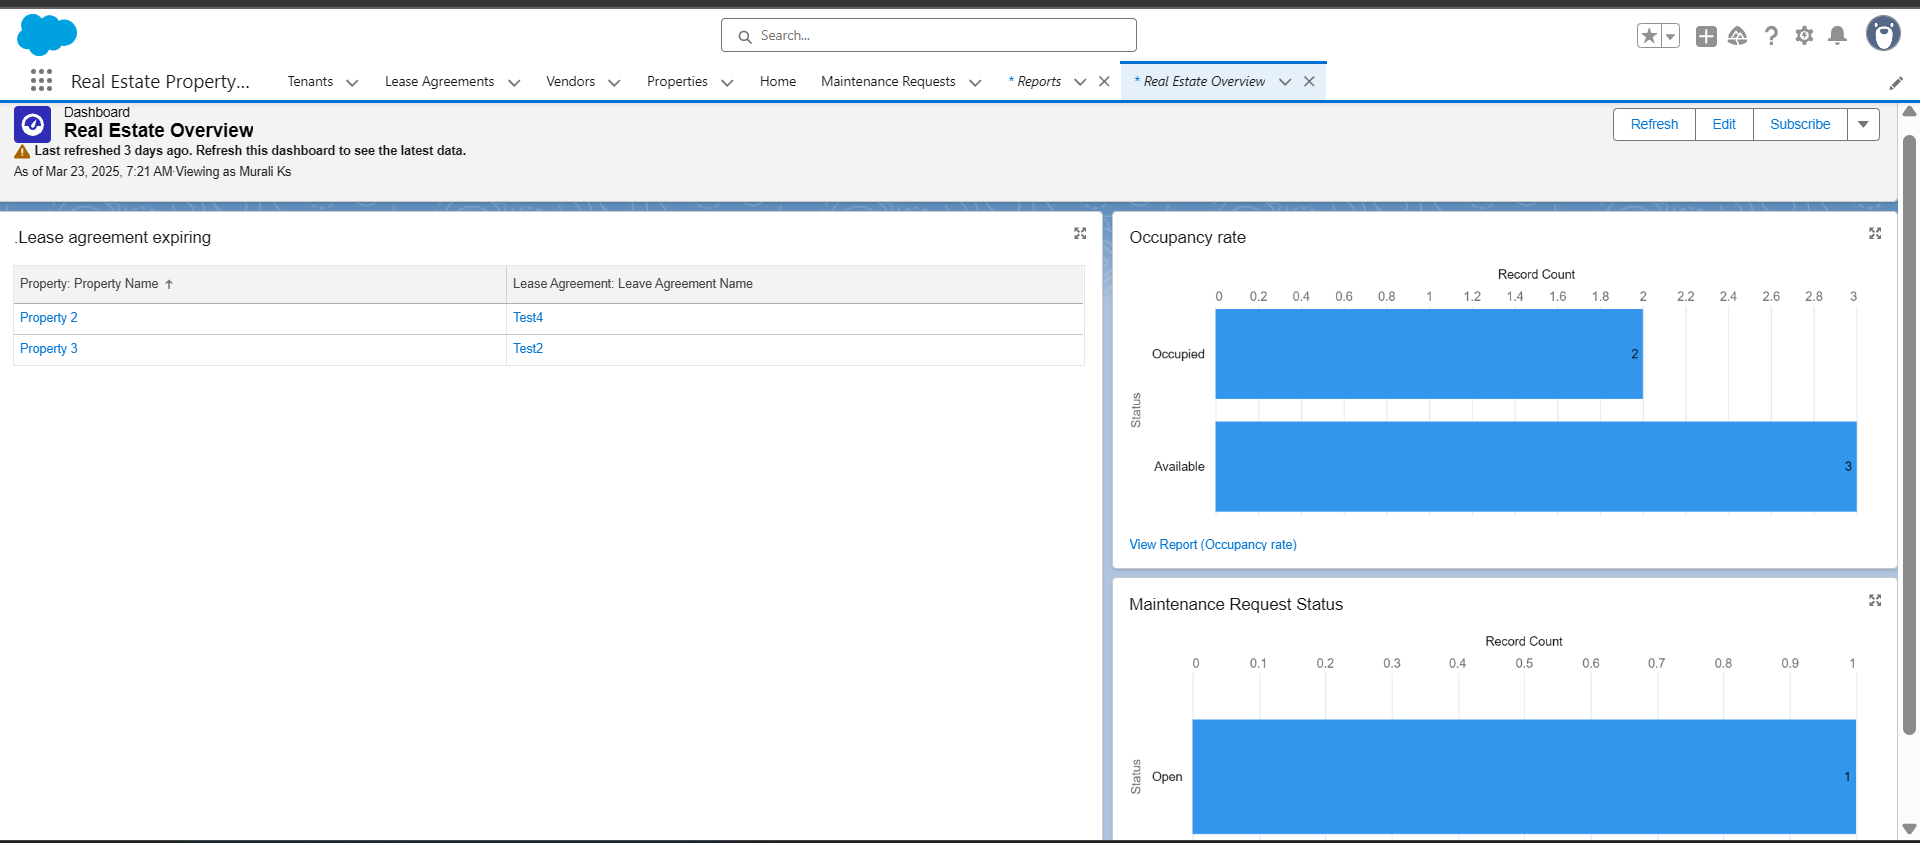 Search...
Real Estate Property...
Tenants
Lease Agreements
Vendors
Properties
Home
Maintenance Requests
* Reports
* Real Estate Overview
Dashboard
Real Estate Overview
Last refreshed 3 days ago. Refresh this dashboard to see the latest data.
As of Mar 23, 2025, 7:21 AM·Viewing as Murali Ks
Refresh
Edit
Subscribe
.Lease agreement expiring
Property: Property Name ↑
Lease Agreement: Leave Agreement Name
Property 2
Test4
Property 3
Test2
Occupancy rate
Record Count
0 0.2 0.4 0.6 0.8 1 1.2 1.4 1.6 1.8 2 2.2 2.4 2.6 2.8 3
Status
Occupied
2
Available
3
View Report (Occupancy rate)
Maintenance Request Status
Record Count
0 0.1 0.2 0.3 0.4 0.5 0.6 0.7 0.8 0.9 1
Status
Open
1